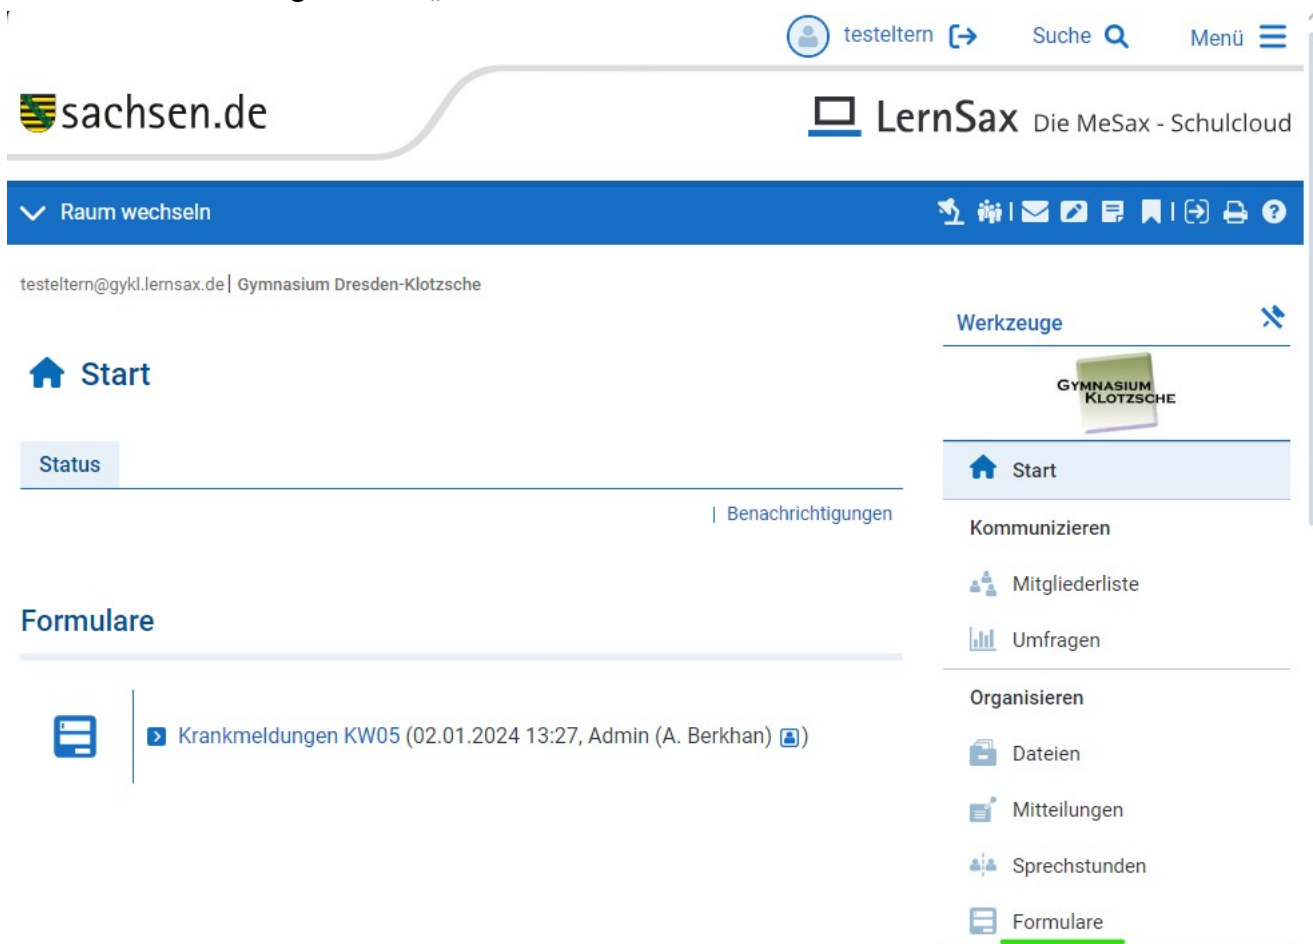 testeltern
Suche
Menü
sachsen.de
LernSax Die MeSax - Schulcloud
Raum wechseln
testeltern@gykl.lernsax.de| Gymnasium Dresden-Klotzsche
Start
Status
| Benachrichtigungen
Formulare
Krankmeldungen KW05 (02.01.2024 13:27, Admin (A. Berkhan) )
Werkzeuge
GYMNASIUM
KLOTZSCHE
Start
Kommunizieren
Mitgliederliste
Umfragen
Organisieren
Dateien
Mitteilungen
Sprechstunden
Formulare